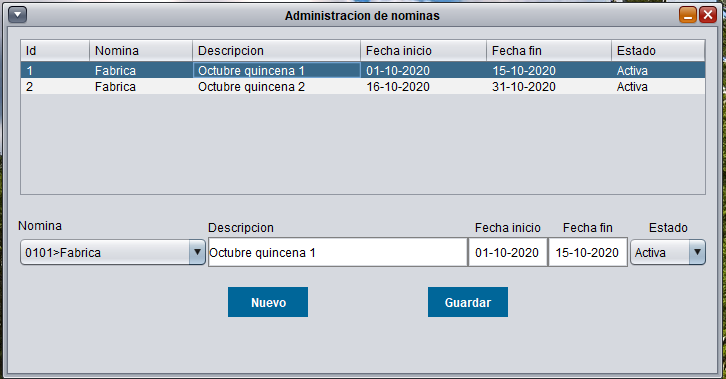 Administracion de nominas
Id Nomina Descripcion Fecha inicio Fecha fin Estado
1 Fabrica Octubre quincena 1 01-10-2020 15-10-2020 Activa
2 Fabrica Octubre quincena 2 16-10-2020 31-10-2020 Activa
Nomina Descripcion Fecha inicio Fecha fin Estado
0101>Fabrica Octubre quincena 1 01-10-2020 15-10-2020 Activa
Nuevo Guardar